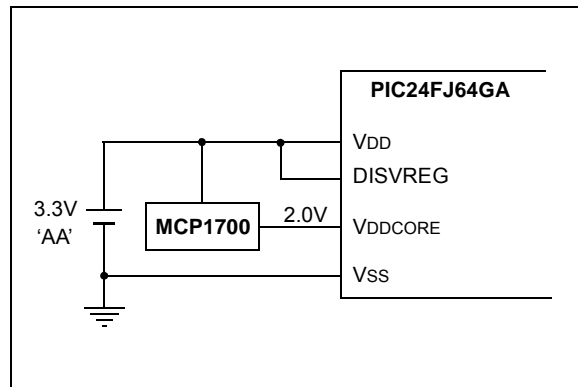 PIC24FJ64GA
VDD
DISVREG
3.3V
‘AA’
MCP1700
2.0V
VDDCORE
VSS